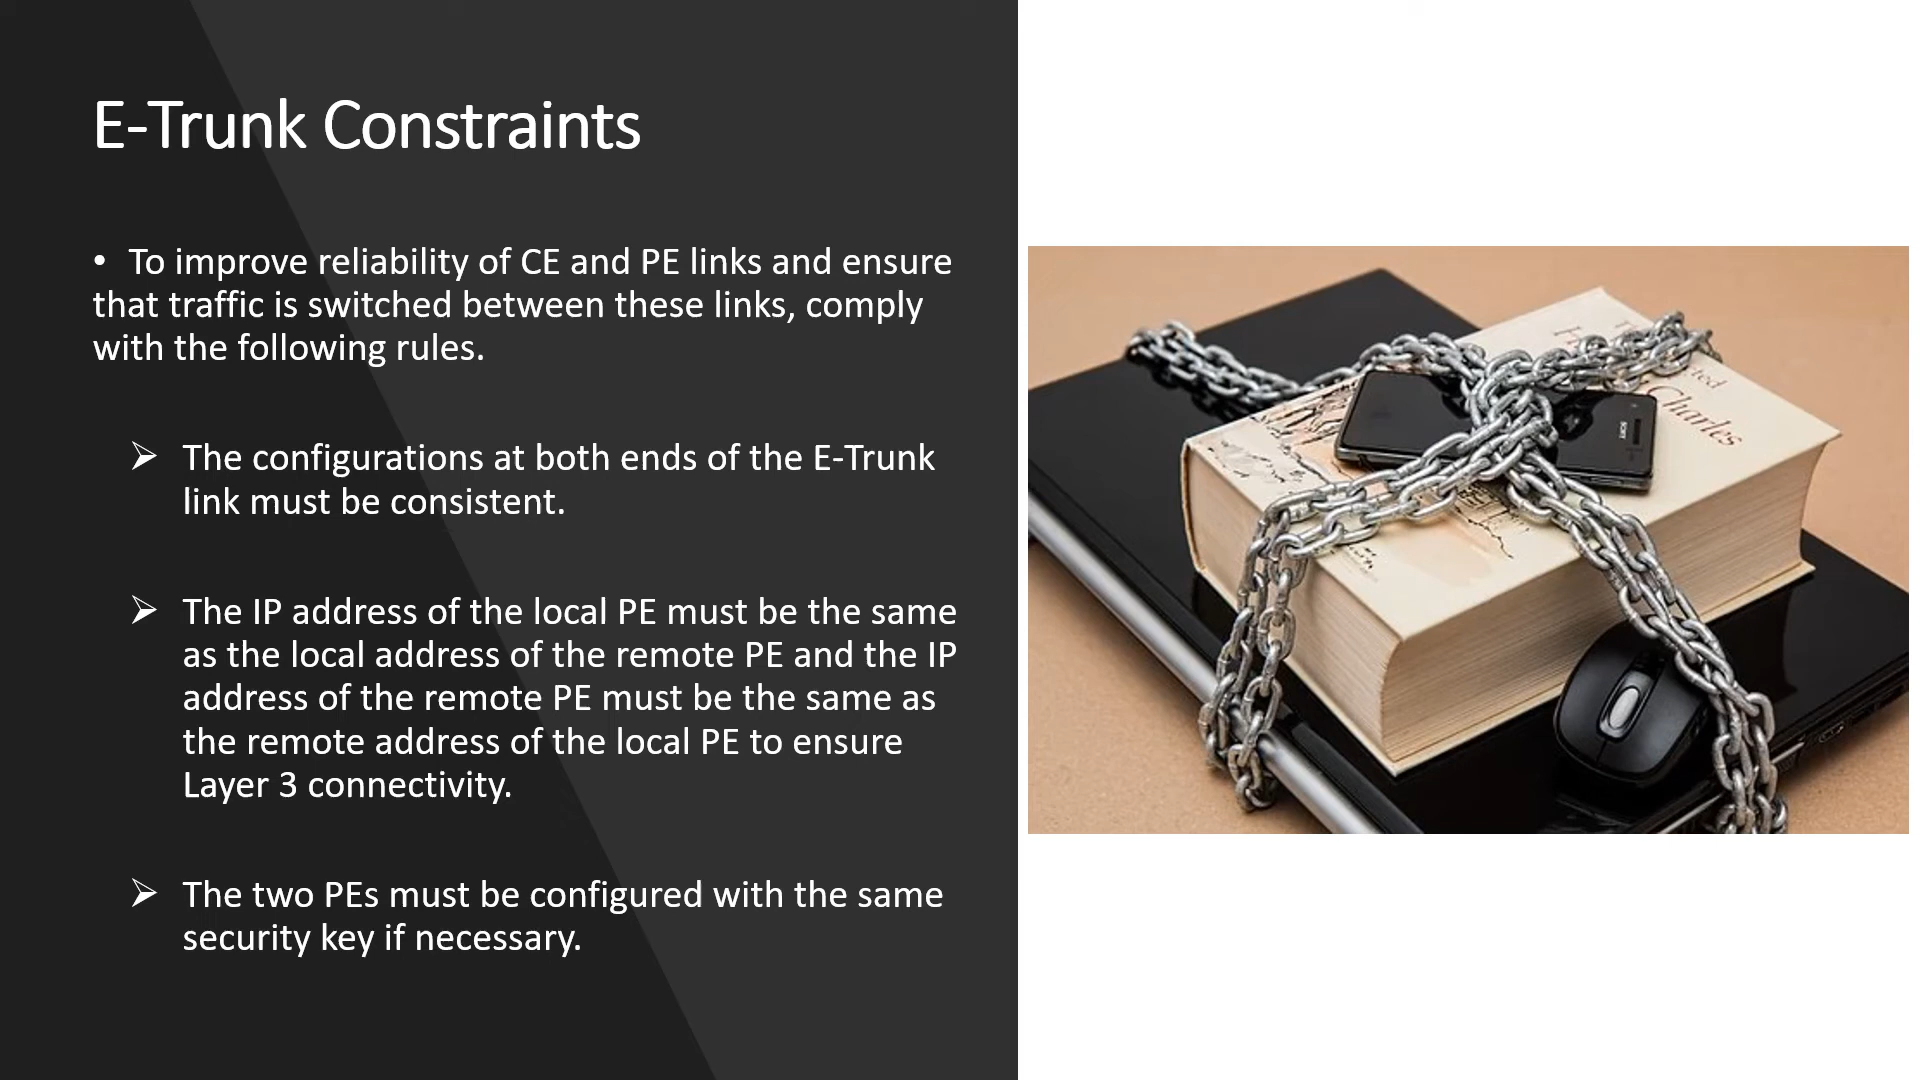 E-Trunk Constraints
• To improve reliability of CE and PE links and ensure
that traffic is switched between these links, comply
with the following rules.
➢ The configurations at both ends of the E-Trunk
link must be consistent.
➢ The IP address of the local PE must be the same
as the local address of the remote PE and the IP
address of the remote PE must be the same as
the remote address of the local PE to ensure
Layer 3 connectivity.
➢ The two PEs must be configured with the same
security key if necessary.
Charles